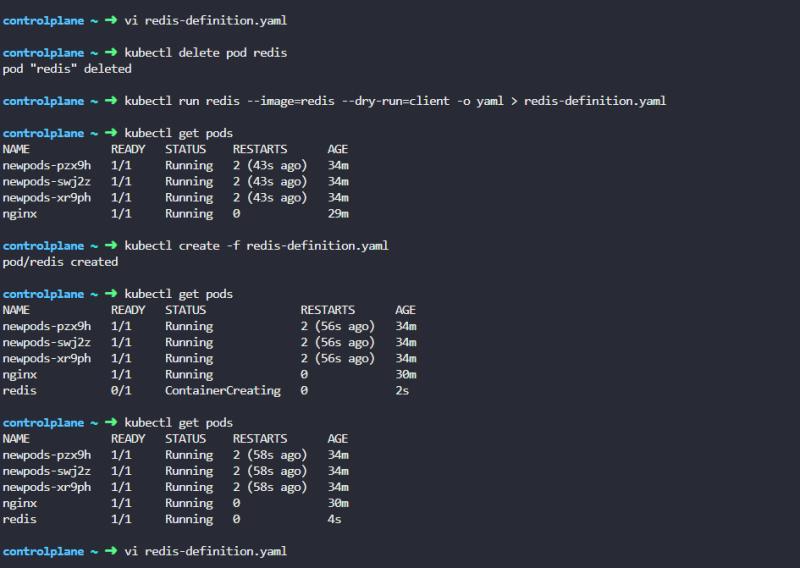 controlplane ~ ➜ vi redis-definition.yaml
controlplane ~ ➜ kubectl delete pod redis
pod "redis" deleted
controlplane ~ ➜ kubectl run redis --image=redis --dry-run=client -o yaml > redis-definition.yaml
controlplane ~ ➜ kubectl get pods
NAME READY STATUS RESTARTS AGE
newpods-pzx9h 1/1 Running 2 (43s ago) 34m
newpods-swj2z 1/1 Running 2 (43s ago) 34m
newpods-xr9ph 1/1 Running 2 (43s ago) 34m
nginx 1/1 Running 0 29m
controlplane ~ ➜ kubectl create -f redis-definition.yaml
pod/redis created
controlplane ~ ➜ kubectl get pods
NAME READY STATUS RESTARTS AGE
newpods-pzx9h 1/1 Running 2 (56s ago) 34m
newpods-swj2z 1/1 Running 2 (56s ago) 34m
newpods-xr9ph 1/1 Running 2 (56s ago) 34m
nginx 1/1 Running 0 30m
redis 0/1 ContainerCreating 0 2s
controlplane ~ ➜ kubectl get pods
NAME READY STATUS RESTARTS AGE
newpods-pzx9h 1/1 Running 2 (58s ago) 34m
newpods-swj2z 1/1 Running 2 (58s ago) 34m
newpods-xr9ph 1/1 Running 2 (58s ago) 34m
nginx 1/1 Running 0 30m
redis 1/1 Running 0 4s
controlplane ~ ➜ vi redis-definition.yaml